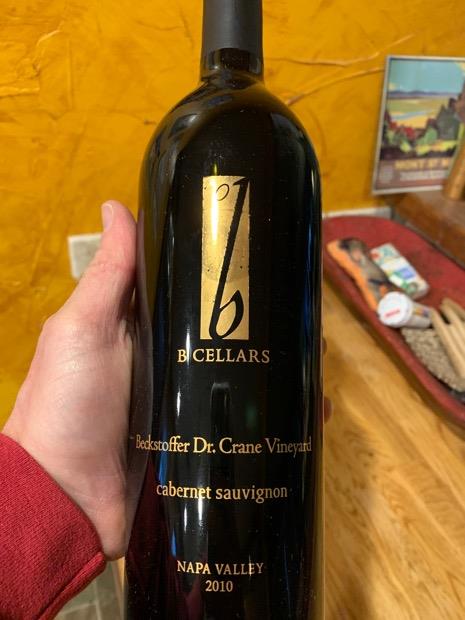 b
B CELLARS
Beckstoffer Dr. Crane Vineyard
cabernet sauvignon
NAPA VALLEY
2010